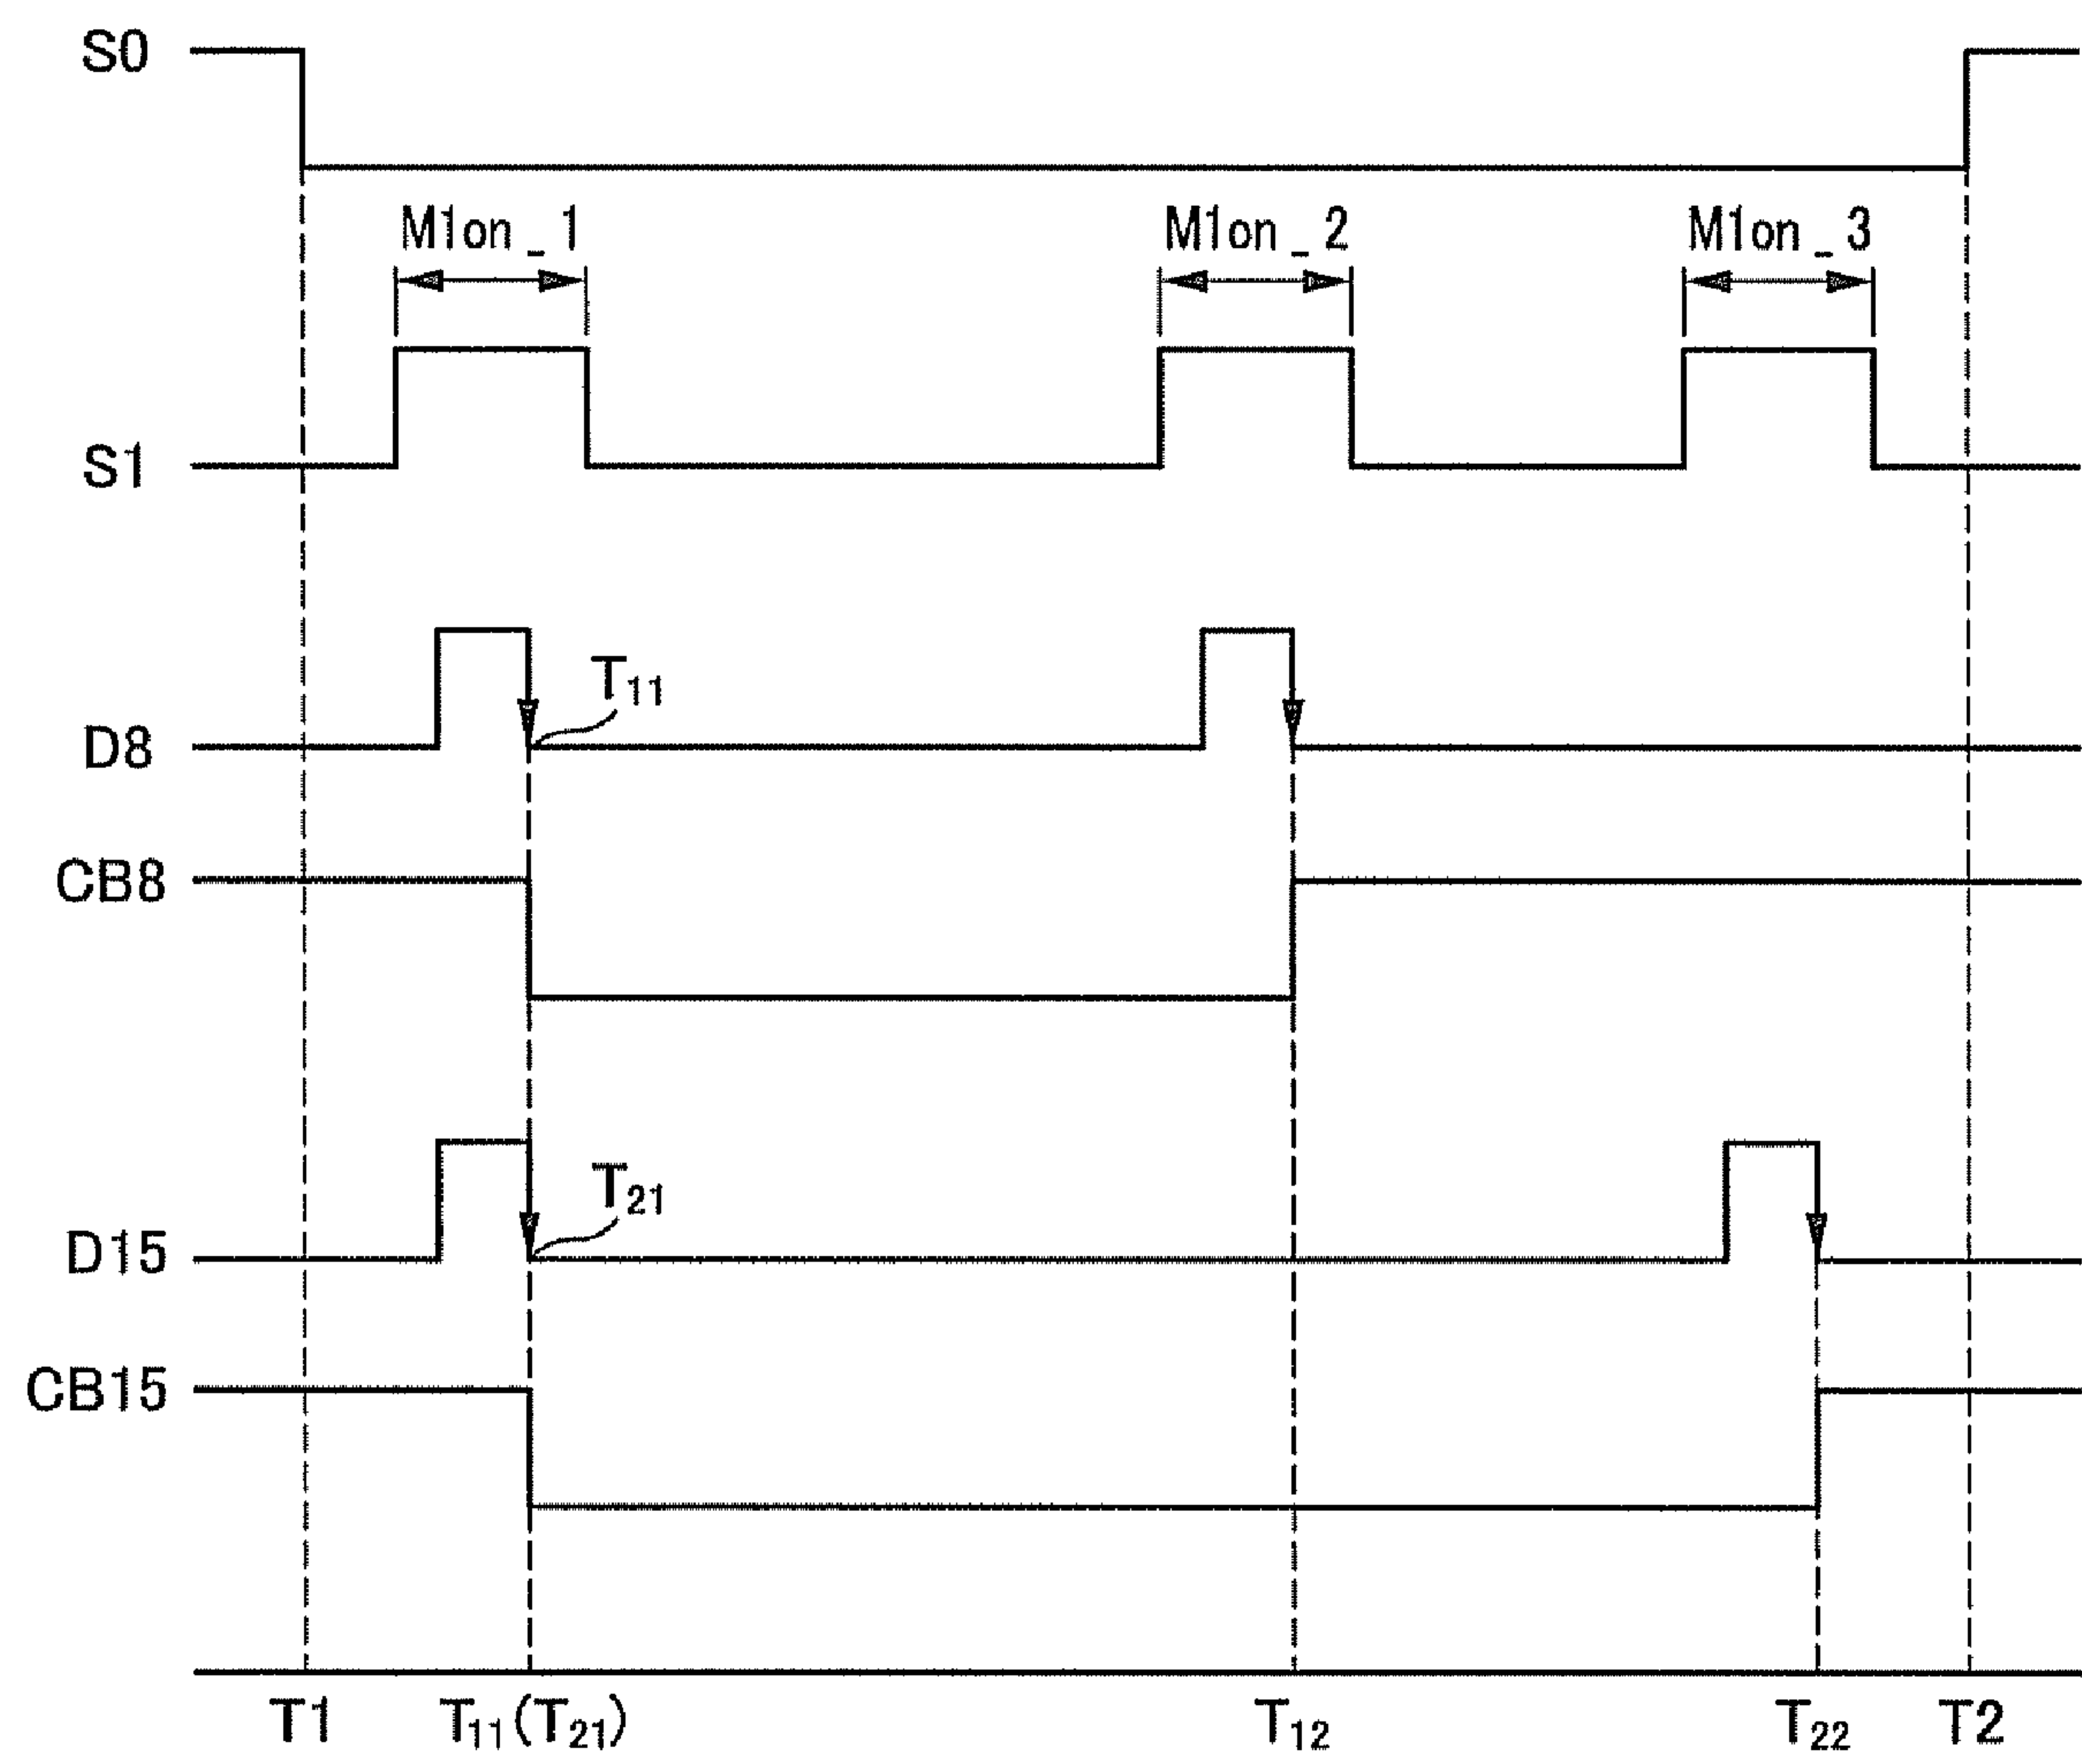 S0
M1on_1 M1on_2 M1on_3
S1
T₁₁
D8
CB8
T₂₁
D15
CB15
T1 T₁₁(T₂₁) T₁₂ T₂₂ T2